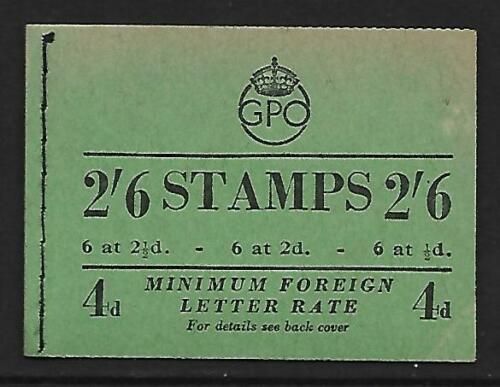 GPO
2'6 STAMPS 2'6
6 at 2½d. - 6 at 2d. - 6 at ½d.
4d MINIMUM FOREIGN LETTER RATE 4d
For details see back cover